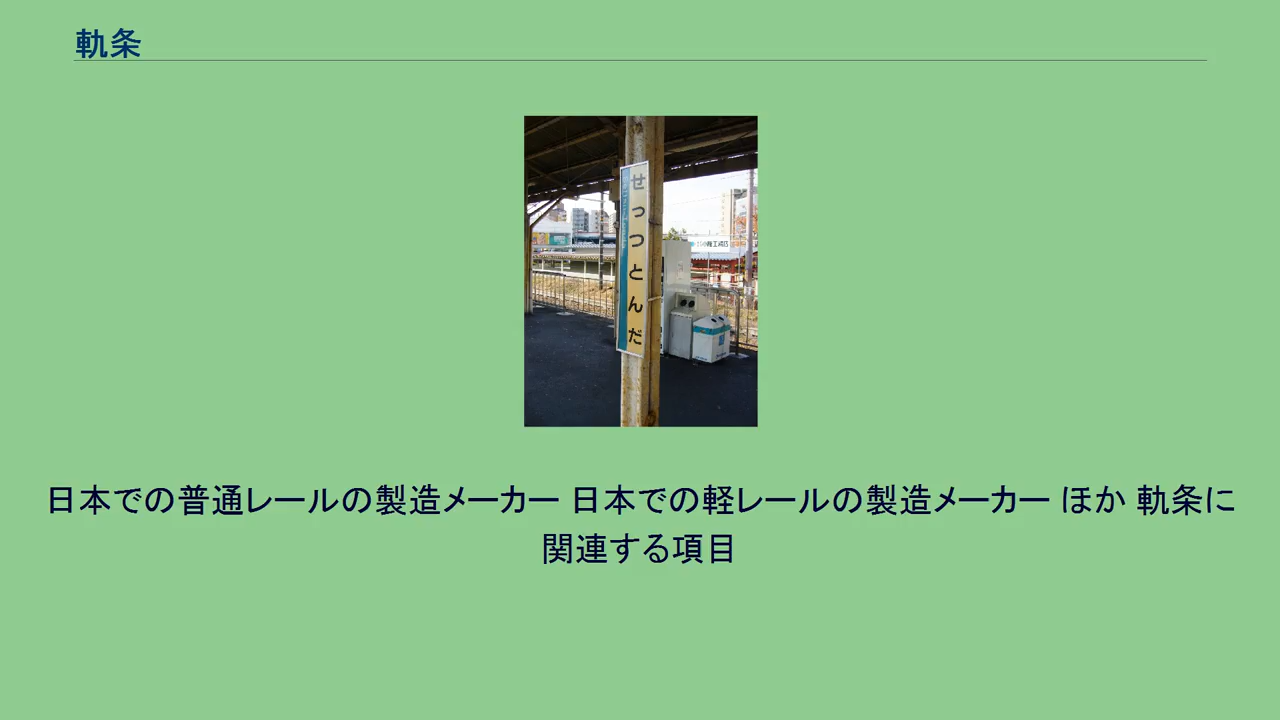 軌条
せっつとんだ
日本での普通レールの製造メーカー 日本での軽レールの製造メーカー ほか 軌条に
関連する項目